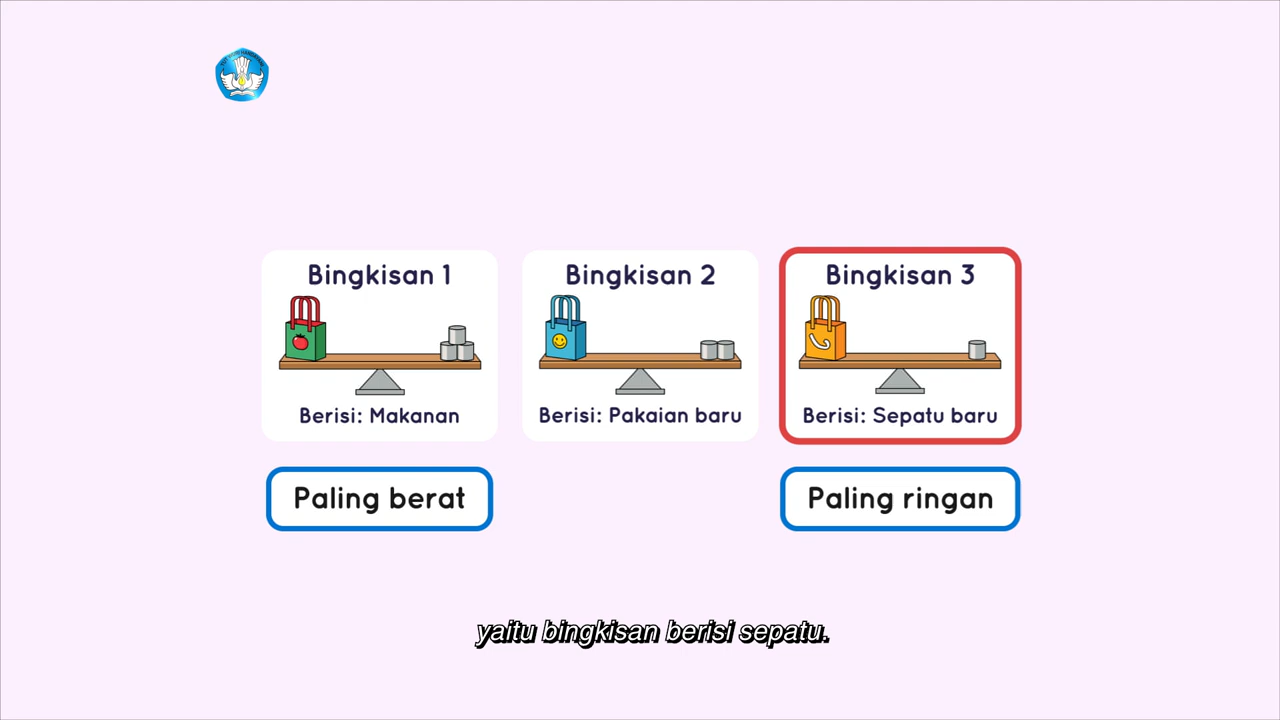 Bingkisan 1
Bingkisan 2
Bingkisan 3
Berisi: Makanan
Berisi: Pakaian baru
Berisi: Sepatu baru
Paling berat
Paling ringan
yaitu bingkisan berisi sepatu.